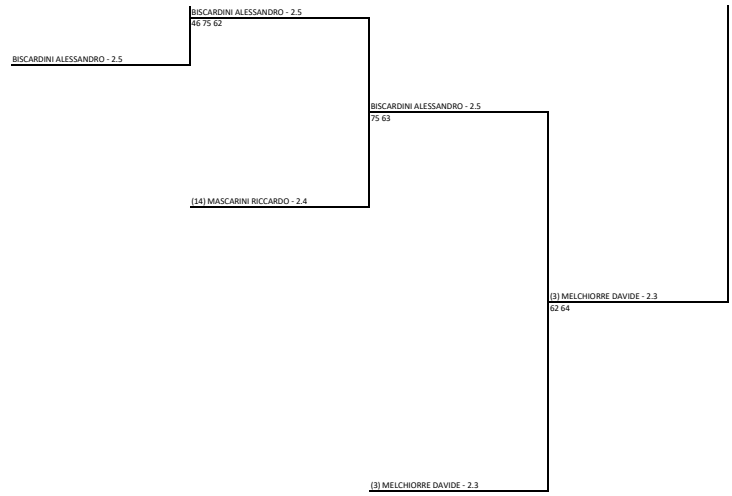 BISCARDINI ALESSANDRO - 2.5
46 75 62
BISCARDINI ALESSANDRO - 2.5
BISCARDINI ALESSANDRO - 2.5
75 63
(14) MASCARINI RICCARDO - 2.4
(3) MELCHIORRE DAVIDE - 2.3
62 64
(3) MELCHIORRE DAVIDE - 2.3